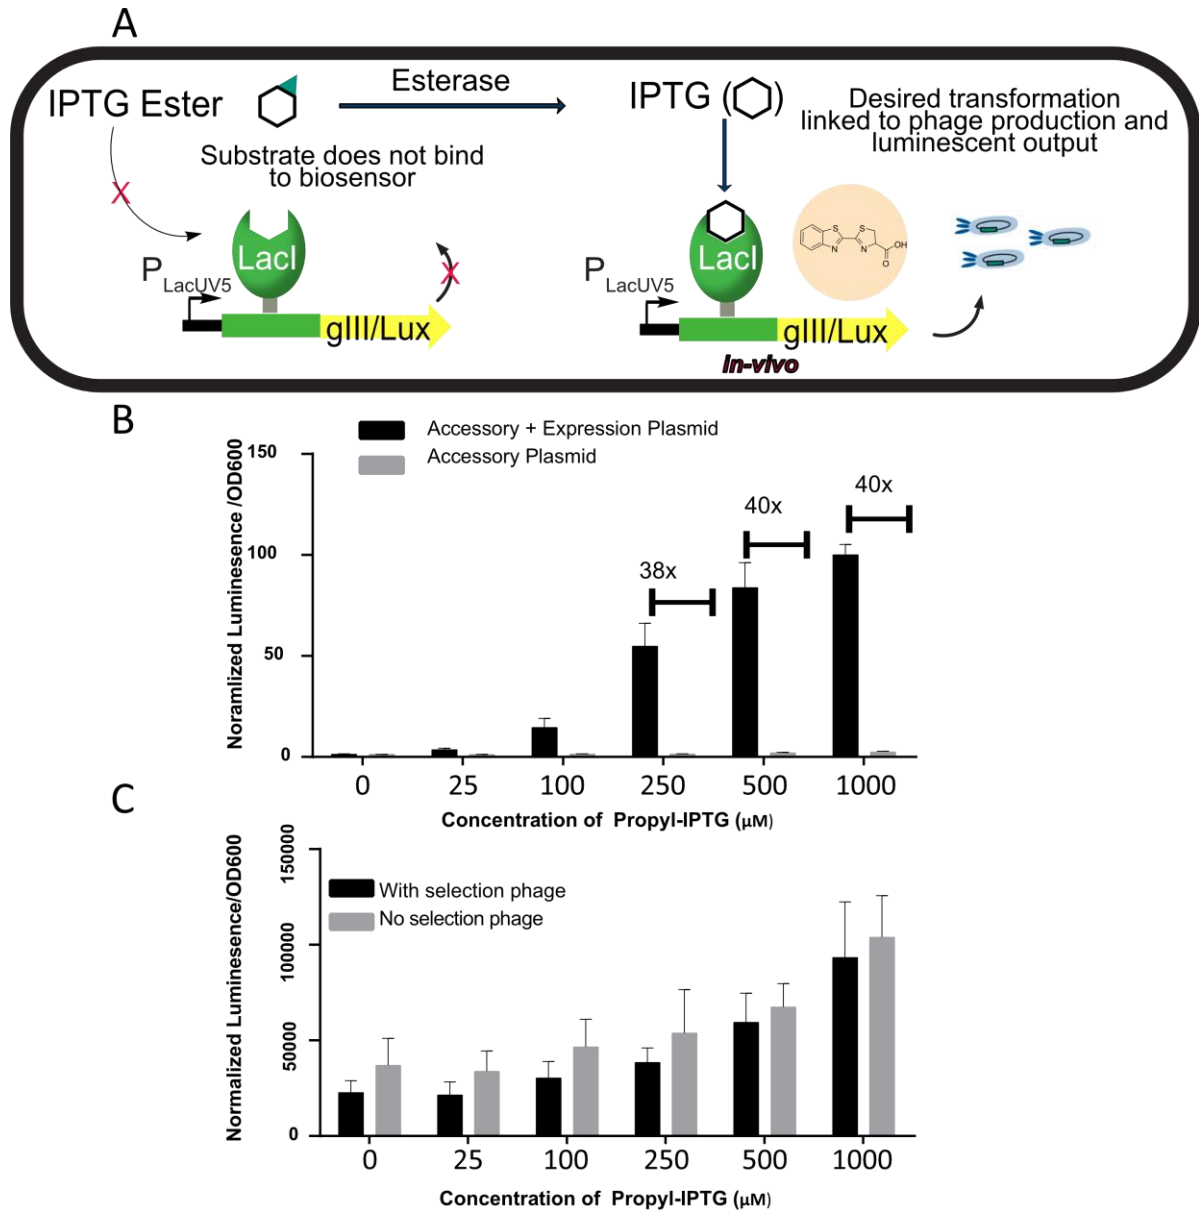 A
IPTG Ester
Esterase
IPTG (
)
Desired transformation
linked to phage production and
luminescent output
Substrate does not bind
to biosensor
X
X
LacI
P LacUV5
gIII/Lux
LacI
P LacUV5
gIII/Lux
in-vivo
S
N
S
N
OH
O
B
Accessory + Expression Plasmid
Accessory Plasmid
Noramlized Luminesence /OD600
150
100
50
0
38x
40x
40x
0 25 100 250 500 1000
Concentration of Propyl-IPTG (µM)
C
With selection phage
No selection phage
Normalized Luminesence/OD600
150000
100000
50000
0
0 25 100 250 500 1000
Concentration of Propyl-IPTG (µM)